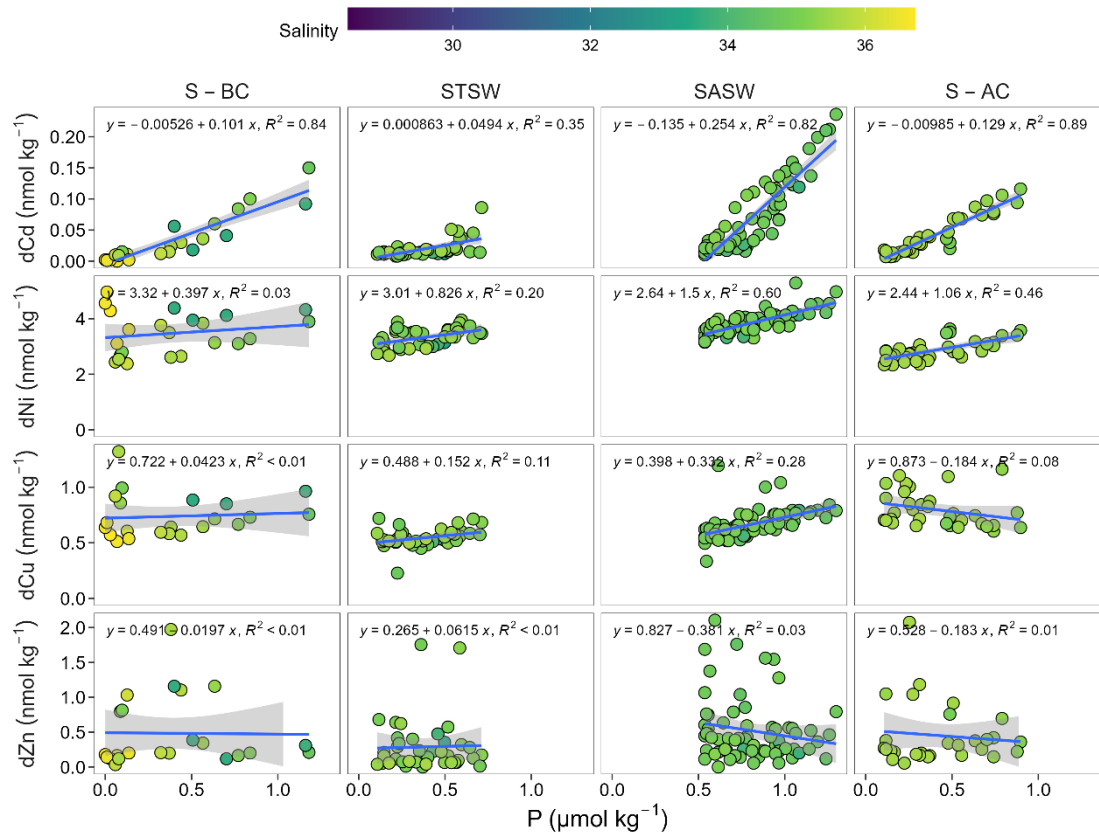 Salinity
30 32 34 36
S – BC STSW SASW S – AC
dCd (nmol kg⁻¹)
0.20
0.15
0.10
0.05
0.00
y = − 0.00526 + 0.101 x, R² = 0.84
y = 0.000863 + 0.0494 x, R² = 0.35
y = −0.135 + 0.254 x, R² = 0.82
y = −0.00985 + 0.129 x, R² = 0.89
dNi (nmol kg⁻¹)
4
2
0
y = 3.32 + 0.397 x, R² = 0.03
y = 3.01 + 0.826 x, R² = 0.20
y = 2.64 + 1.5 x, R² = 0.60
y = 2.44 + 1.06 x, R² = 0.46
dCu (nmol kg⁻¹)
1.0
0.5
0.0
y = 0.722 + 0.0423 x, R² < 0.01
y = 0.488 + 0.152 x, R² = 0.11
y = 0.398 + 0.332 x, R² = 0.28
y = 0.873 − 0.184 x, R² = 0.08
dZn (nmol kg⁻¹)
2.0
1.5
1.0
0.5
0.0
y = 0.491 − 0.0197 x, R² < 0.01
y = 0.265 + 0.0615 x, R² < 0.01
y = 0.827 − 0.381 x, R² = 0.03
y = 0.528 − 0.183 x, R² = 0.01
0.0 0.5 1.0 0.0 0.5 1.0 0.0 0.5 1.0 0.0 0.5 1.0
P (µmol kg⁻¹)